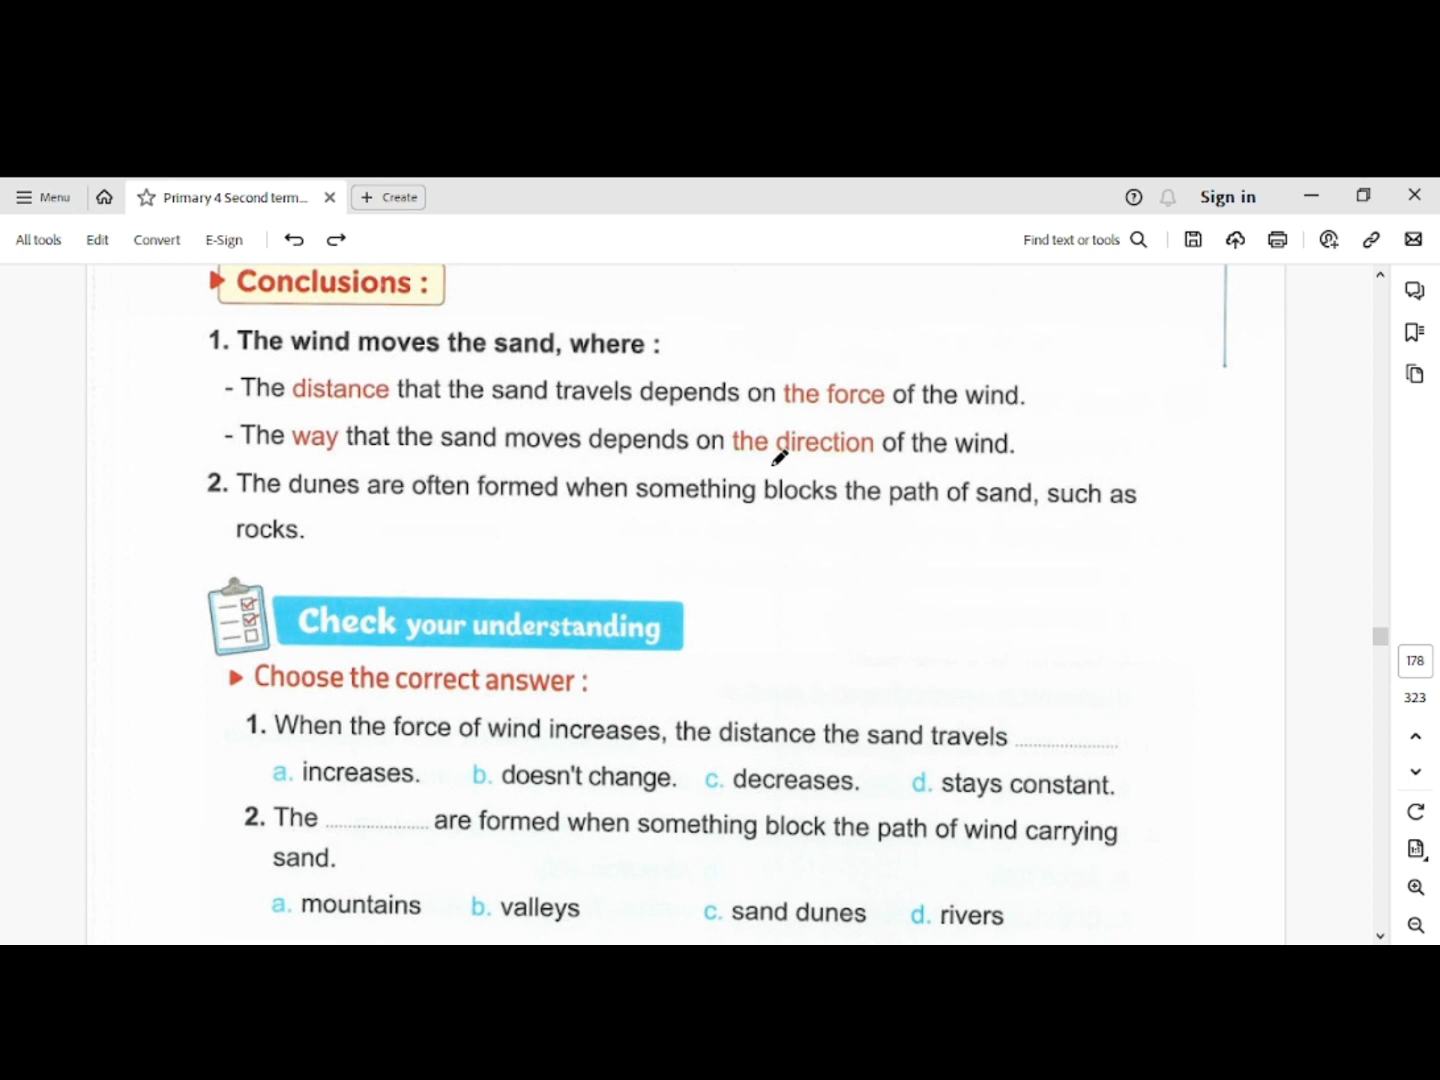 Menu
Primary 4 Second term...
Create
Sign in
All tools
Edit
Convert
E-Sign
Find text or tools
Conclusions :
1. The wind moves the sand, where :
- The distance that the sand travels depends on the force of the wind.
- The way that the sand moves depends on the direction of the wind.
2. The dunes are often formed when something blocks the path of sand, such as
rocks.
Check your understanding
Choose the correct answer :
1. When the force of wind increases, the distance the sand travels ....................
a. increases. b. doesn't change. c. decreases. d. stays constant.
2. The .................... are formed when something block the path of wind carrying
sand.
a. mountains b. valleys c. sand dunes d. rivers
178
323